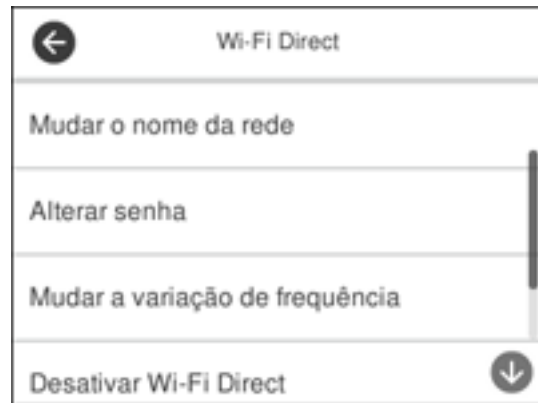 Wi-Fi Direct
Mudar o nome da rede
Alterar senha
Mudar a variação de frequência
Desativar Wi-Fi Direct